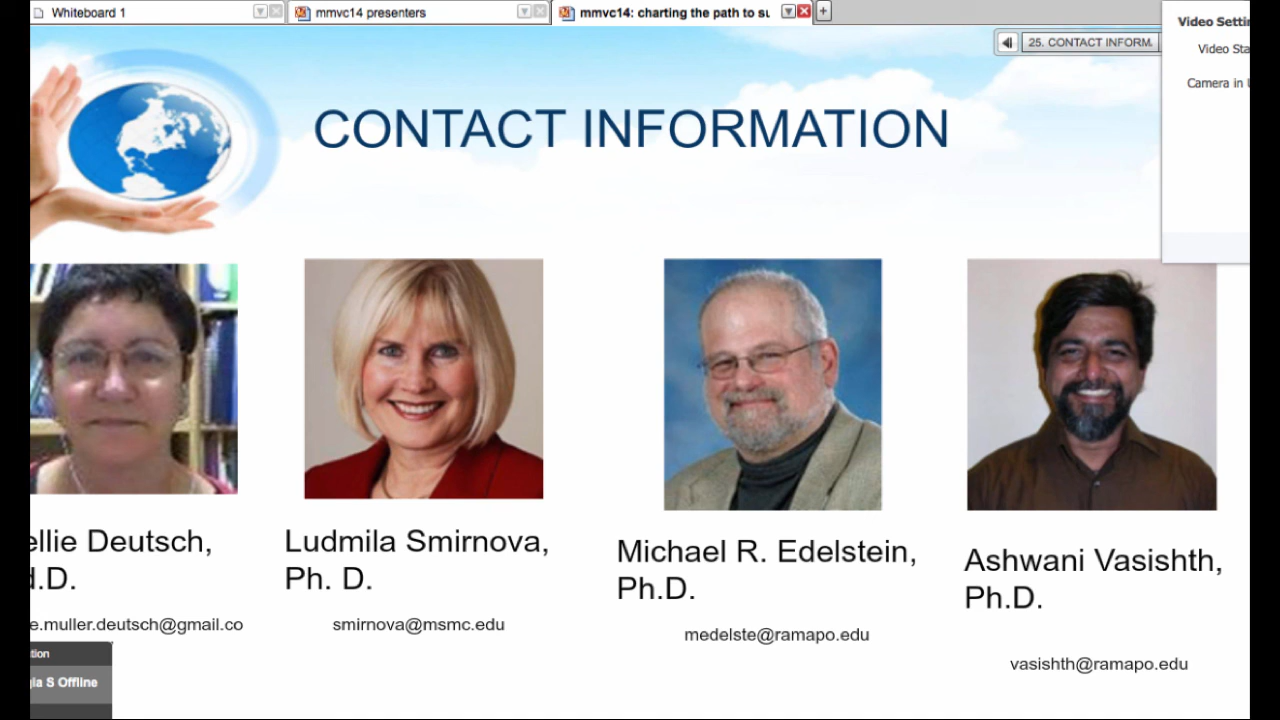 Whiteboard 1
mmvc14 presenters
mmvc14: charting the path to su
Video Settin
Video Sta
25. CONTACT INFORM.
Camera in
CONTACT INFORMATION
ellie Deutsch,
d.D.
Ludmila Smirnova,
Ph. D.
Michael R. Edelstein,
Ph.D.
Ashwani Vasishth,
Ph.D.
e.muller.deutsch@gmail.co
smirnova@msmc.edu
medelste@ramapo.edu
vasishth@ramapo.edu
tion
gia S Offline